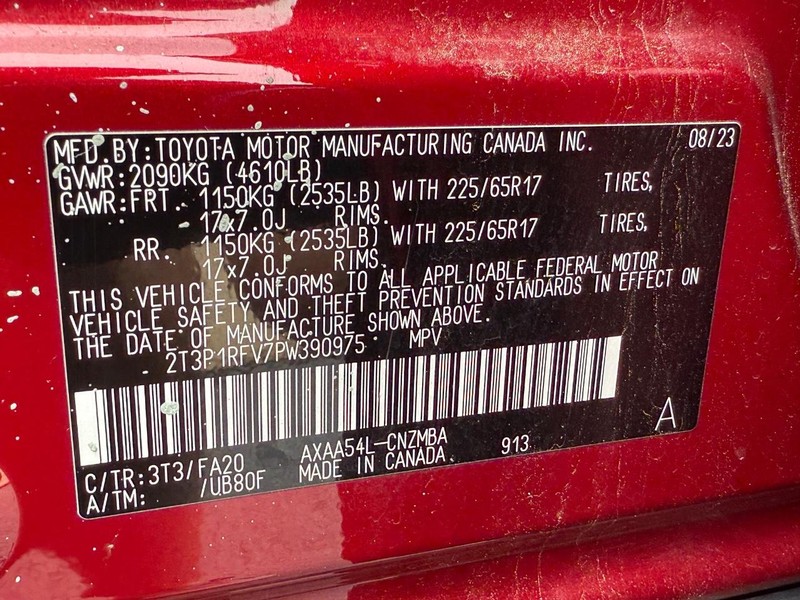 MFD.BY:TOYOTA MOTOR MANUFACTURING CANADA INC. 08/23
GVWR:2090KG (4610LB)
GAWR:FRT. 1150KG (2535LB) WITH 225/65R17 TIRES,
17x7.0J RIMS.
RR. 1150KG (2535LB) WITH 225/65R17 TIRES,
17x7.0J RIMS.
THIS VEHICLE CONFORMS TO ALL APPLICABLE FEDERAL MOTOR
VEHICLE SAFETY AND THEFT PREVENTION STANDARDS IN EFFECT ON
THE DATE OF MANUFACTURE SHOWN ABOVE.
2T3P1RFV7PW390975 MPV
A
C/TR:3T3/FA20 AXAA54L-CNZMBA 913
A/TM: /UB80F MADE IN CANADA